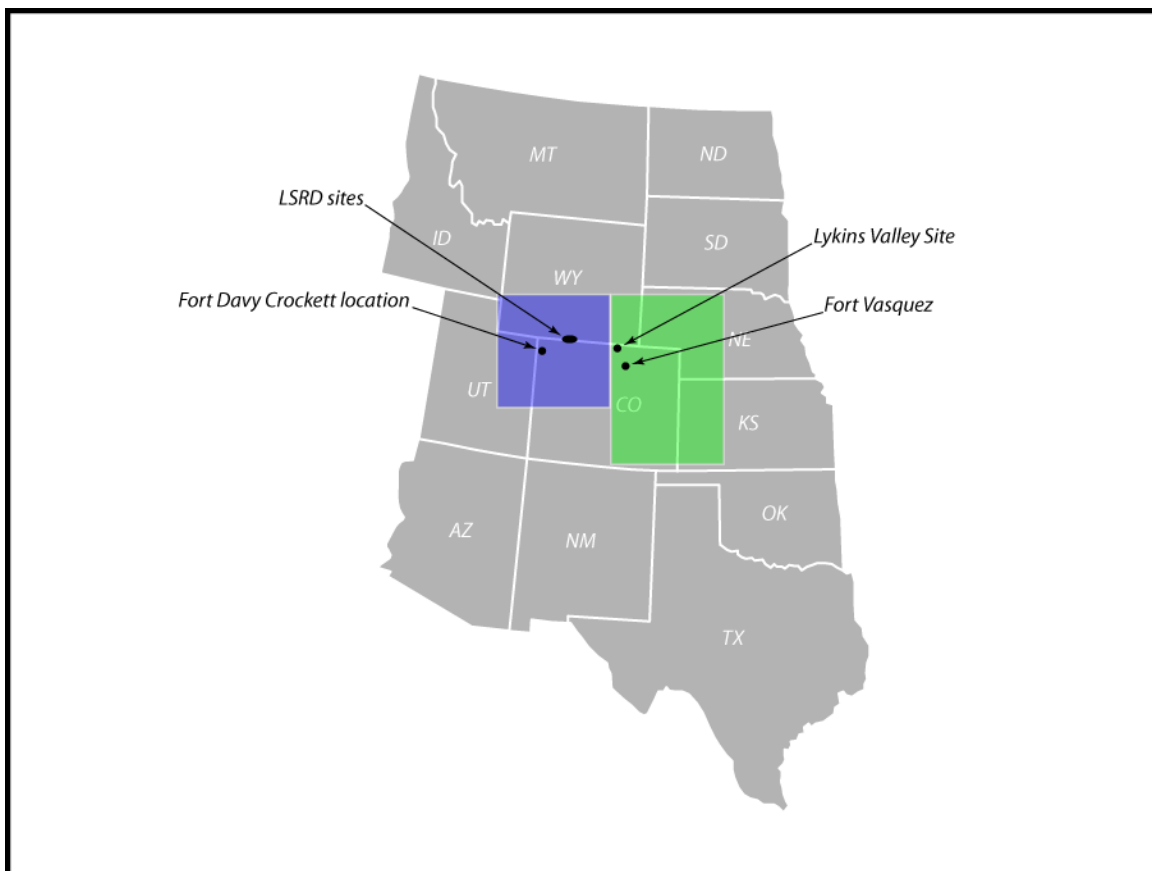 MT
ND
LSRD sites
ID
SD
Lykins Valley Site
WY
Fort Davy Crockett location
Fort Vasquez
NE
UT
CO
KS
AZ
NM
OK
TX